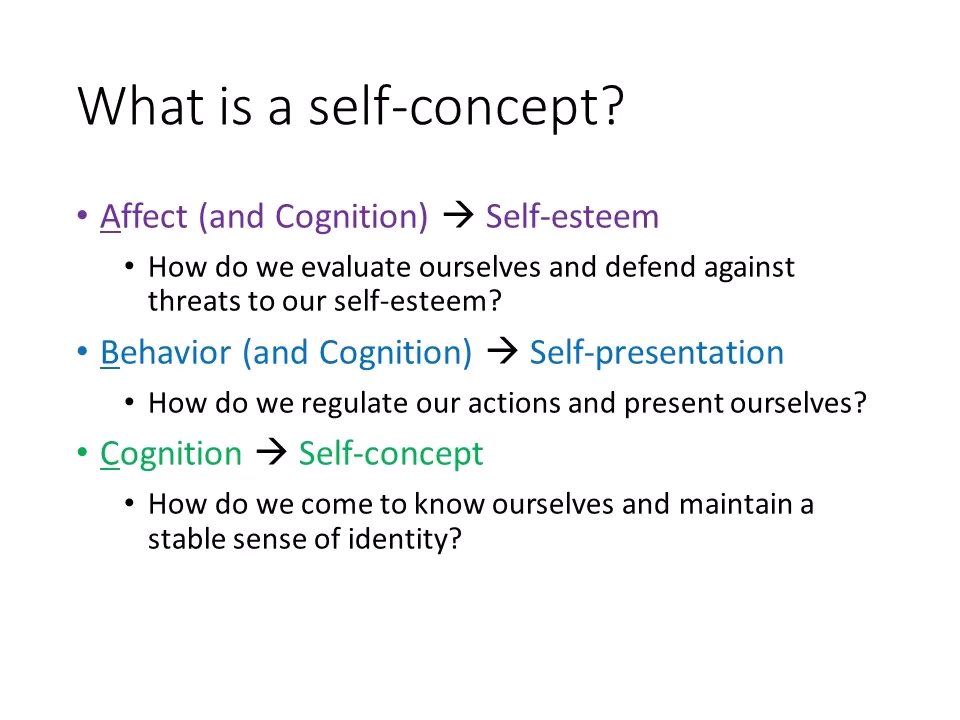 What is a self-concept?
• Affect (and Cognition) → Self-esteem
• How do we evaluate ourselves and defend against
threats to our self-esteem?
• Behavior (and Cognition) → Self-presentation
• How do we regulate our actions and present ourselves?
• Cognition → Self-concept
• How do we come to know ourselves and maintain a
stable sense of identity?